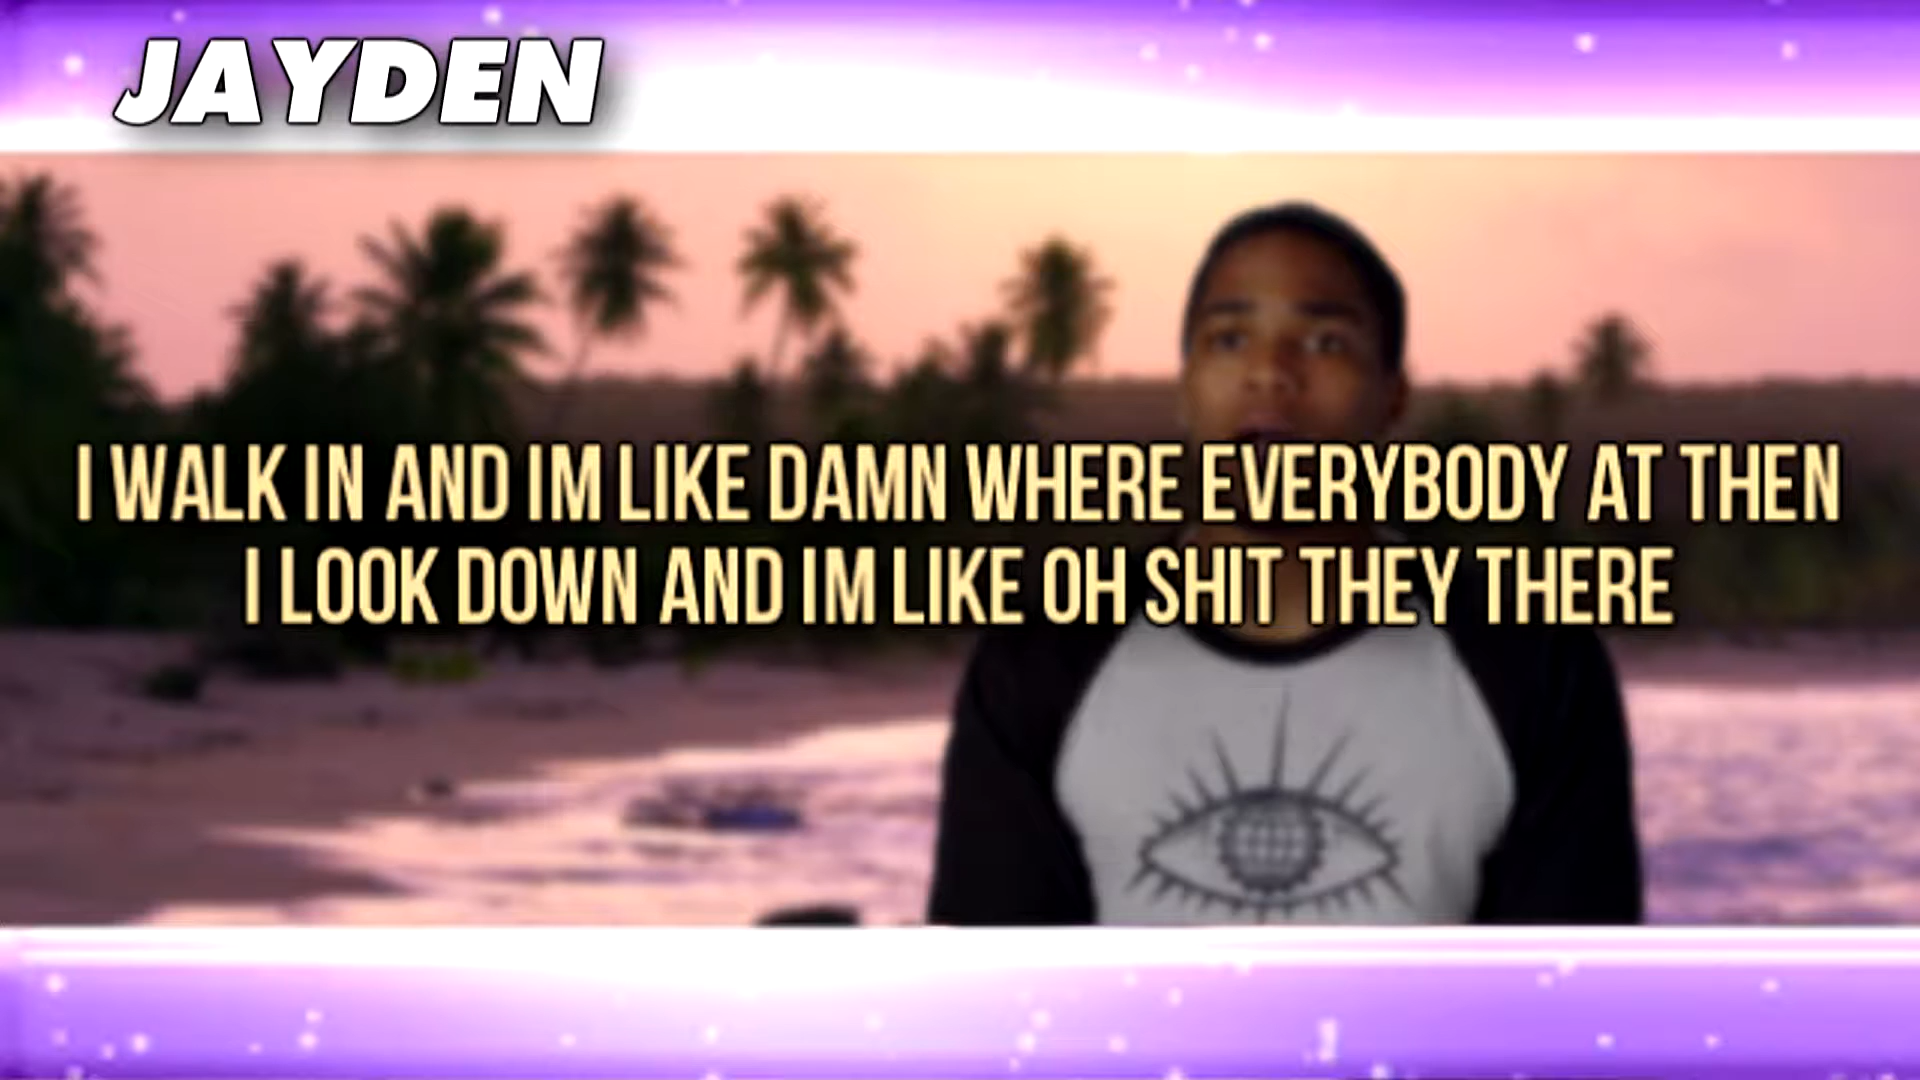 JAYDEN
I WALK IN AND IM LIKE DAMN WHERE EVERYBODY AT THEN
I LOOK DOWN AND IM LIKE OH SHIT THEY THERE